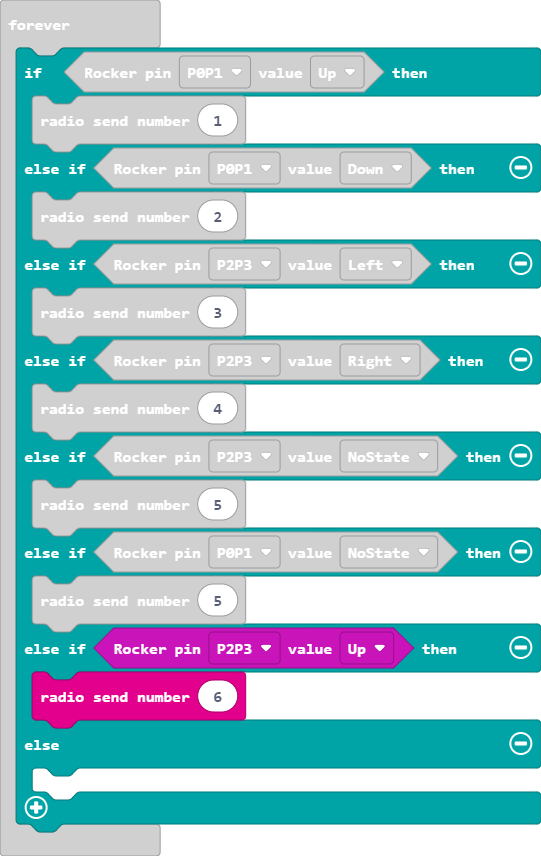 forever
if Rocker pin P0P1 value Up then
radio send number 1
else if Rocker pin P0P1 value Down then
radio send number 2
else if Rocker pin P2P3 value Left then
radio send number 3
else if Rocker pin P2P3 value Right then
radio send number 4
else if Rocker pin P2P3 value NoState then
radio send number 5
else if Rocker pin P0P1 value NoState then
radio send number 5
else if Rocker pin P2P3 value Up then
radio send number 6
else